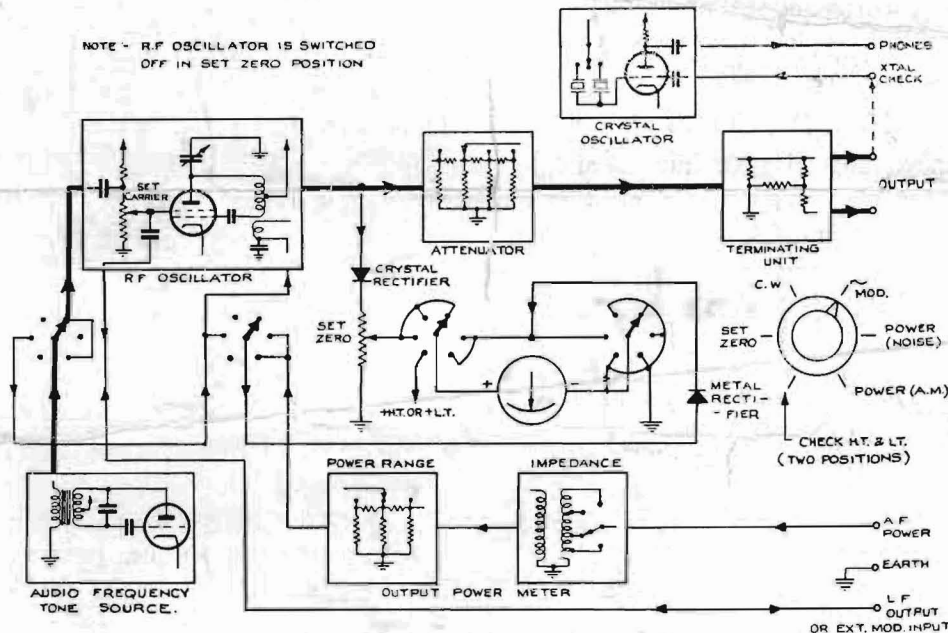 NOTE - R.F OSCILLATOR IS SWITCHED
OFF IN SET ZERO POSITION
PHONES
XTAL
CHECK
CRYSTAL
OSCILLATOR
SET
CARRIER
R F OSCILLATOR
ATTENUATOR
TERMINATING
UNIT
OUTPUT
CRYSTAL
RECTIFIER
SET
ZERO
+H.T. OR + L.T.
+
-
METAL
RECTI-
FIER
C.W
~
MOD.
SET
ZERO
POWER
(NOISE)
POWER (A.M.)
CHECK H.T. & L.T.
(TWO POSITIONS)
POWER RANGE
IMPEDANCE
OUTPUT POWER METER
AUDIO FREQUENCY
TONE SOURCE.
A F
POWER
EARTH
L F
OUTPUT
OR EXT. MOD. INPUT